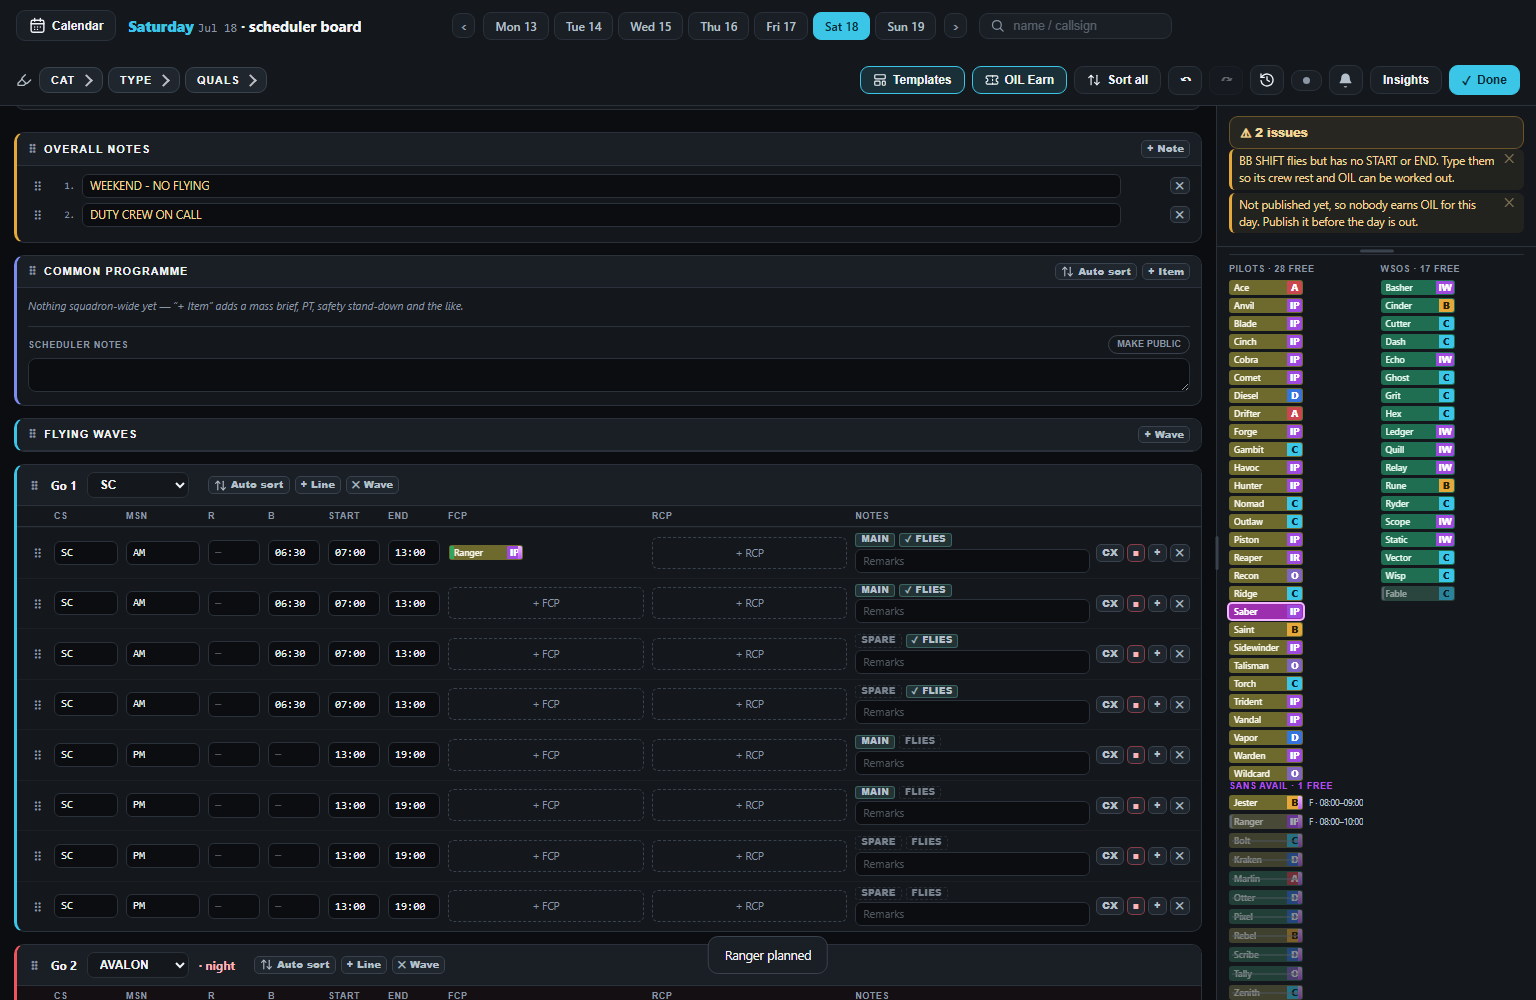 Calendar
Saturday Jul 18 · scheduler board
Mon 13
Tue 14
Wed 15
Thu 16
Fri 17
Sat 18
Sun 19
name / callsign
CAT
TYPE
QUALS
Templates
OIL Earn
Sort all
Insights
✓ Done
OVERALL NOTES
+ Note
1. WEEKEND - NO FLYING
2. DUTY CREW ON CALL
COMMON PROGRAMME
Auto sort
+ Item
Nothing squadron-wide yet — "+ Item" adds a mass brief, PT, safety stand-down and the like.
SCHEDULER NOTES
MAKE PUBLIC
FLYING WAVES
+ Wave
Go 1 SC
Auto sort
+ Line
× Wave
CS MSN R B START END FCP RCP NOTES
SC AM – 06:30 07:00 13:00 Ranger IP + RCP MAIN ✓ FLIES Remarks CX
SC AM – 06:30 07:00 13:00 + FCP + RCP MAIN ✓ FLIES Remarks CX
SC AM – 06:30 07:00 13:00 + FCP + RCP SPARE ✓ FLIES Remarks CX
SC AM – 06:30 07:00 13:00 + FCP + RCP SPARE ✓ FLIES Remarks CX
SC PM – – 13:00 19:00 + FCP + RCP MAIN FLIES Remarks CX
SC PM – – 13:00 19:00 + FCP + RCP MAIN FLIES Remarks CX
SC PM – – 13:00 19:00 + FCP + RCP SPARE FLIES Remarks CX
SC PM – – 13:00 19:00 + FCP + RCP SPARE FLIES Remarks CX
Go 2 AVALON · night
Auto sort
+ Line
× Wave
CS MSN R B START END FCP RCP NOTES
Ranger planned
⚠ 2 issues
BB SHIFT flies but has no START or END. Type them
so its crew rest and OIL can be worked out.
Not published yet, so nobody earns OIL for this
day. Publish it before the day is out.
PILOTS · 28 FREE
Ace A
Anvil IP
Blade IP
Cinch IP
Cobra IP
Comet IP
Diesel D
Drifter A
Forge IP
Gambit C
Havoc IP
Hunter IP
Nomad C
Outlaw C
Piston IP
Reaper IR
Recon O
Ridge C
Saber IP
Saint B
Sidewinder IP
Talisman O
Torch C
Trident IP
Vandal IP
Vapor D
Warden IP
Wildcard O
SANS AVAIL · 1 FREE
Jester B F · 08:00–09:00
Ranger IP F · 08:00–10:00
Bolt C
Kraken D
Marlin A
Otter D
Pixel D
Rebel B
Scribe D
Tally O
Zenith C
WSOS · 17 FREE
Basher IW
Cinder B
Cutter C
Dash C
Echo IW
Ghost C
Grit C
Hex C
Ledger IW
Quill IW
Relay IW
Rune B
Ryder C
Scope IW
Static IW
Vector C
Wisp C
Fable C